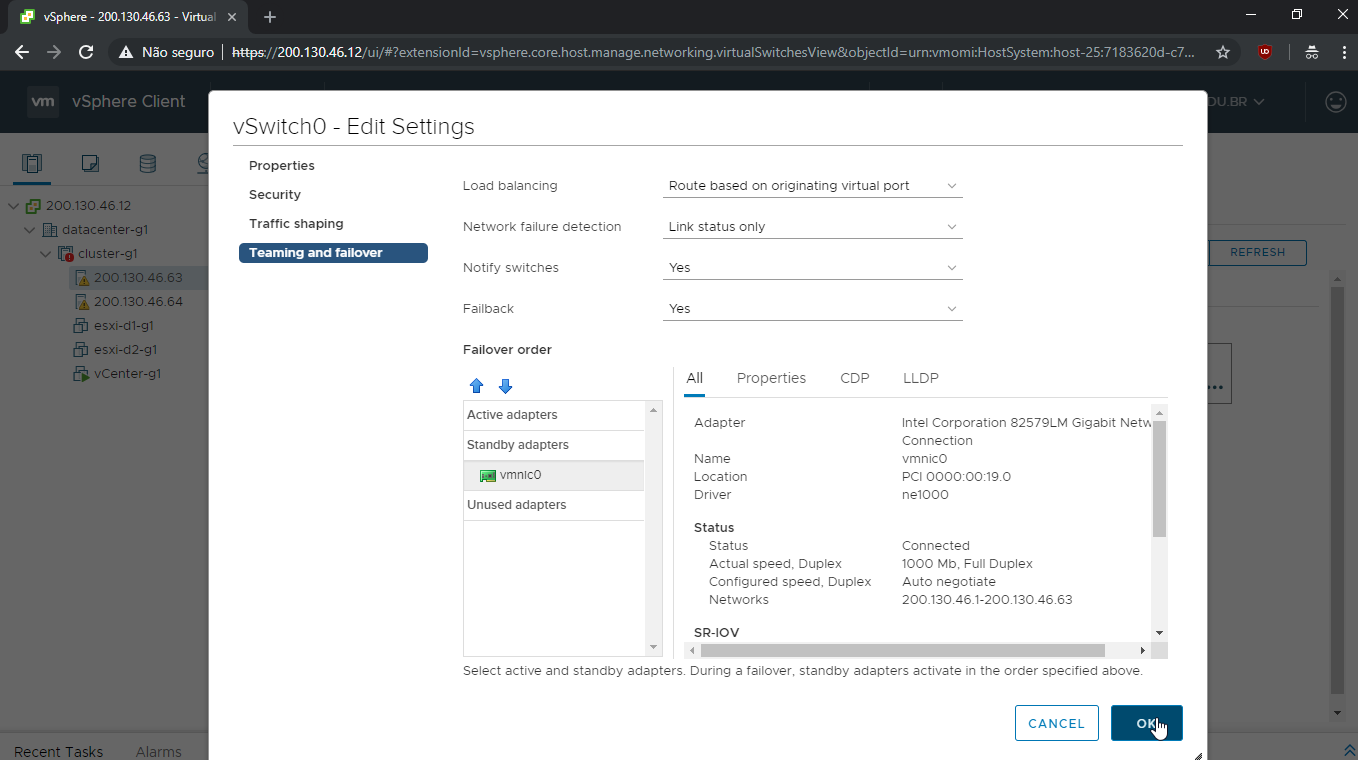 vSphere - 200.130.46.63 - Virtual
Não seguro
https://200.130.46.12/ui/#?extensionId=vsphere.core.host.manage.networking.virtualSwitchesView&objectId=urn:vmomi:HostSystem:host-25:7183620d-c7...
vm vSphere Client
DU.BR
vSwitch0 - Edit Settings
Properties
Security
Traffic shaping
Teaming and failover
200.130.46.12
datacenter-g1
cluster-g1
200.130.46.63
200.130.46.64
esxi-d1-g1
esxi-d2-g1
vCenter-g1
Load balancing Route based on originating virtual port
Network failure detection Link status only
Notify switches Yes
Failback Yes
Failover order
Active adapters
Standby adapters
vmnic0
Unused adapters
All Properties CDP LLDP
Adapter Intel Corporation 82579LM Gigabit Netw
Connection
Name vmnic0
Location PCI 0000:00:19.0
Driver ne1000
Status
Status Connected
Actual speed, Duplex 1000 Mb, Full Duplex
Configured speed, Duplex Auto negotiate
Networks 200.130.46.1-200.130.46.63
SR-IOV
Select active and standby adapters. During a failover, standby adapters activate in the order specified above.
CANCEL OK
REFRESH
...
Recent Tasks Alarms